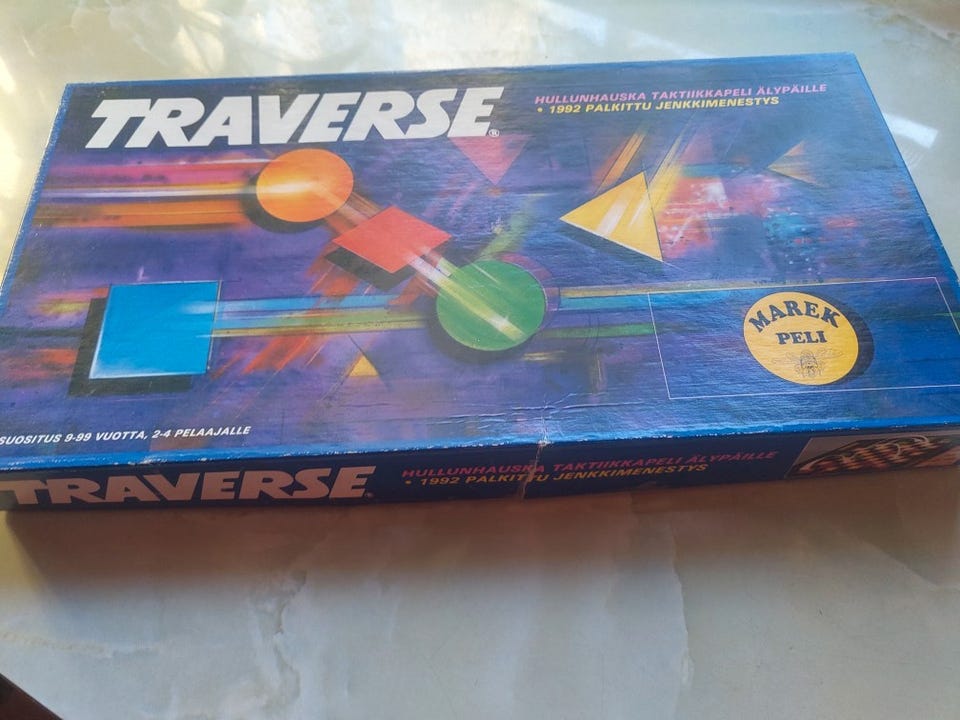 TRAVERSE®
HULLUNHAUSKA TAKTIIKKAPELI ÄLYPÄILLE
• 1992 PALKITTU JENKKIMENESTYS
MAREK
PELI
SUOSITUS 9-99 VUOTTA, 2-4 PELAAJALLE
TRAVERSE®
HULLUNHAUSKA TAKTIIKKAPELI ÄLYPÄILLE
• 1992 PALKITTU JENKKIMENESTYS